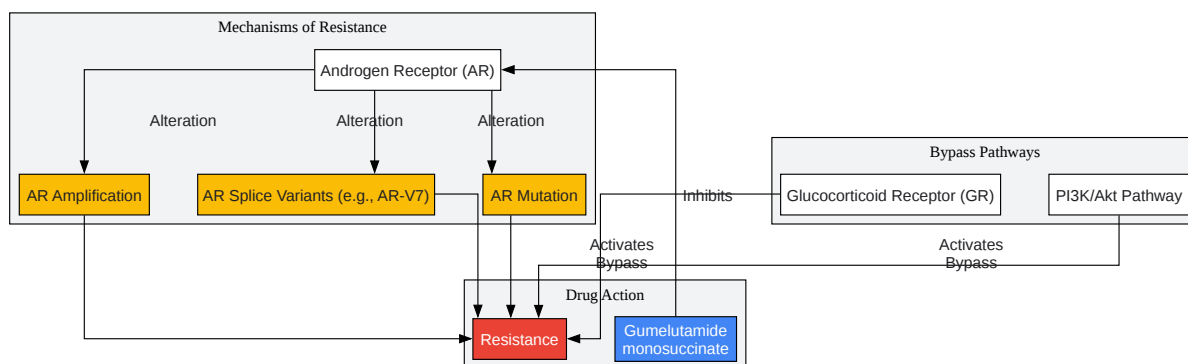 Mechanisms of Resistance
Androgen Receptor (AR)
Alteration
Alteration
Alteration
Bypass Pathways
AR Amplification
AR Splice Variants (e.g., AR-V7)
AR Mutation
Inhibits
Glucocorticoid Receptor (GR)
PI3K/Akt Pathway
Activates
Bypass
Activates
Bypass
Drug Action
Resistance
Gumelutamide
monosuccinate